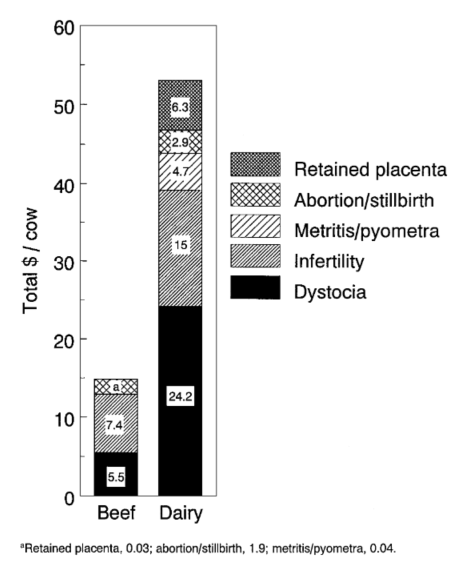 60
50
40
30
20
10
0
Total $ / cow
6.3
2.9
4.7
15
24.2
a
7.4
5.5
Beef Dairy
Retained placenta
Abortion/stillbirth
Metritis/pyometra
Infertility
Dystocia
aRetained placenta, 0.03; abortion/stillbirth, 1.9; metritis/pyometra, 0.04.